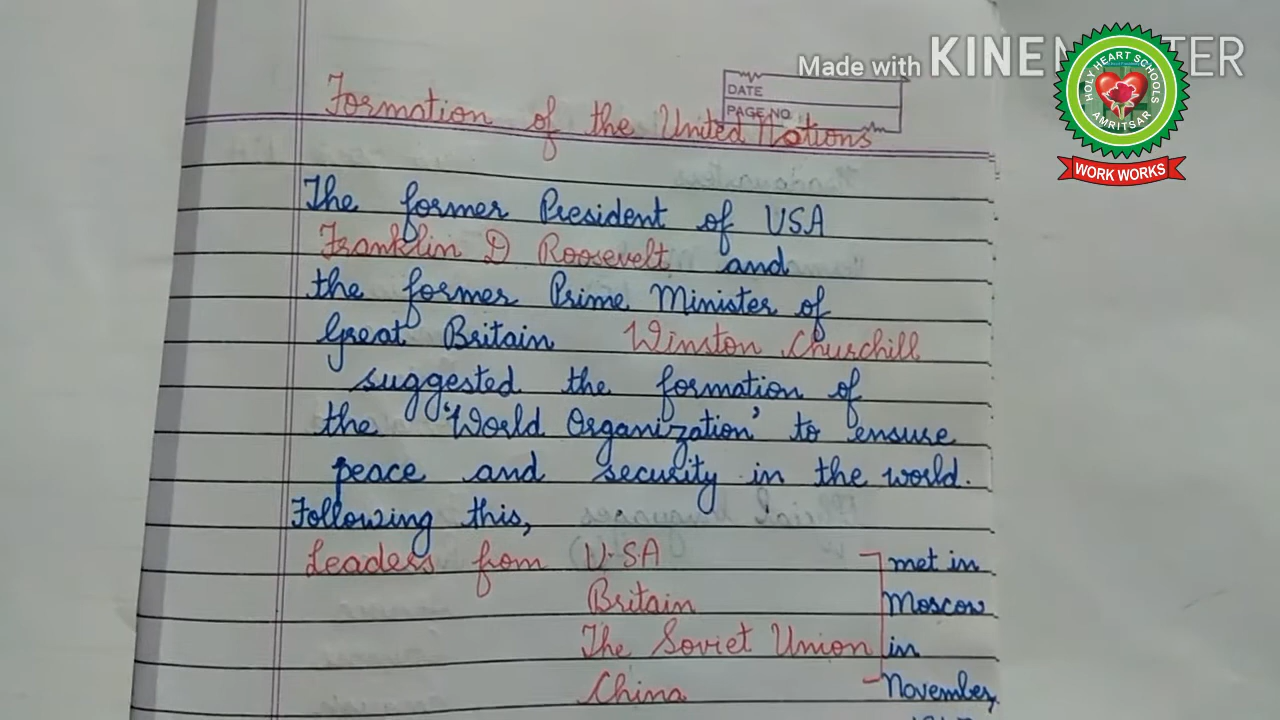 Made with KINEMASTER
HOLY HEART SCHOOLS
AMRITSAR
WORK WORKS
DATE
PAGE NO.
Formation of the United Nations
The former President of USA
Franklin D Roosevelt and
the former Prime Minister of
Great Britain Winston Churchill
suggested the formation of
the 'World Organization' to ensure
peace and security in the world.
Following this,
Leaders from U.S.A met in
Britain Moscow
The Soviet Union in
China November,